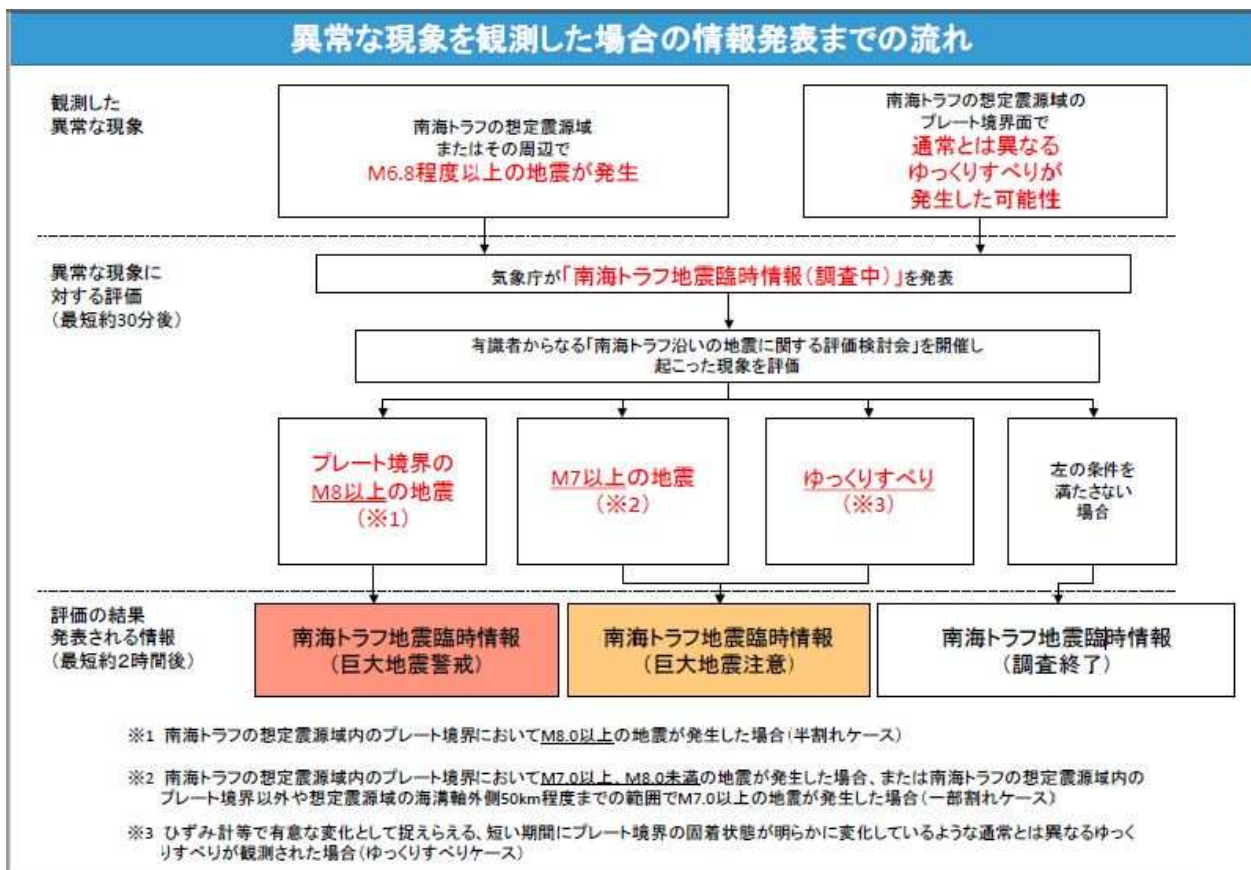 異常な現象を観測した場合の情報発表までの流れ
観測した
異常な現象
南海トラフの想定震源域
またはその周辺で
M6.8程度以上の地震が発生
南海トラフの想定震源域の
プレート境界面で
通常とは異なる
ゆっくりすべりが
発生した可能性
異常な現象に
対する評価
(最短約30分後)
気象庁が「南海トラフ地震臨時情報(調査中)」を発表
有識者からなる「南海トラフ沿いの地震に関する評価検討会」を開催し
起こった現象を評価
プレート境界の
M8以上の地震
(※1)
M7以上の地震
(※2)
ゆっくりすべり
(※3)
左の条件を
満たさない
場合
評価の結果
発表される情報
(最短約2時間後)
南海トラフ地震臨時情報
(巨大地震警戒)
南海トラフ地震臨時情報
(巨大地震注意)
南海トラフ地震臨時情報
(調査終了)
※1 南海トラフの想定震源域内のプレート境界においてM8.0以上の地震が発生した場合(半割れケース)
※2 南海トラフの想定震源域内のプレート境界においてM7.0以上、M8.0未満の地震が発生した場合、または南海トラフの想定震源域内の
プレート境界以外や想定震源域の海溝軸外側50km程度までの範囲でM7.0以上の地震が発生した場合(一部割れケース)
※3 ひずみ計等で有意な変化として捉えらえる、短い期間にプレート境界の固着状態が明らかに変化しているような通常とは異なるゆっく
りすべりが観測された場合(ゆっくりすべりケース)